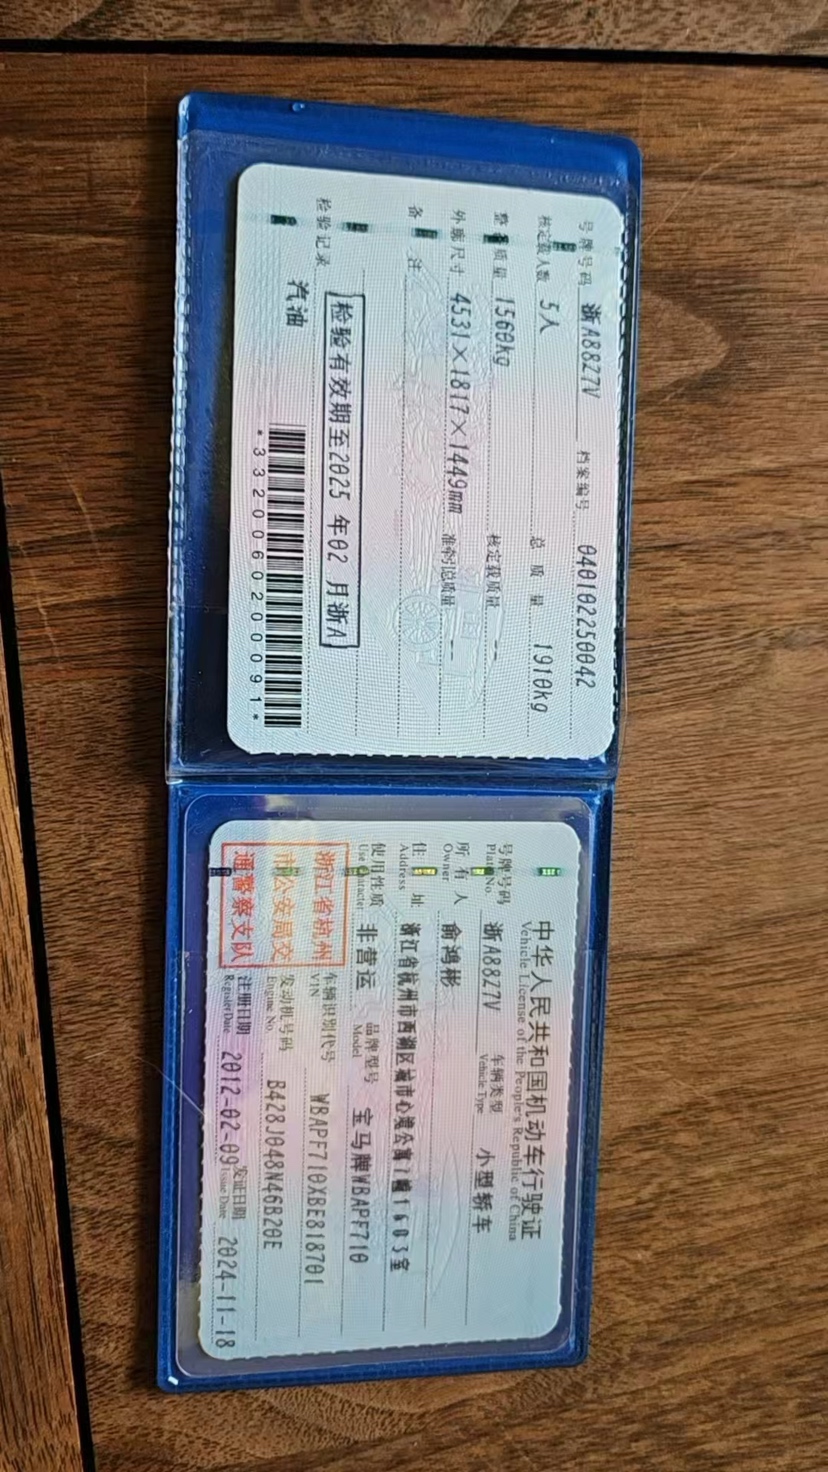 号牌号码 浙A88Z7V 档案编号 040102250042
核定载人数 5人 总质量 1910kg
整备质量 1560kg 核定载质量 --
外廓尺寸 4531×1817×1449mm 准牵引总质量 --
备注
检验有效期至2025年02月浙A
检验记录
汽油
*3320060200091*
中华人民共和国机动车行驶证
Vehicle License of the People's Republic of China
号牌号码 浙A88Z7V 车辆类型 小型轿车
Plate No. Vehicle Type
所有人 俞鸿彬
Owner
住址 浙江省杭州市西湖区城市心境公寓1幢1603室
Address
使用性质 非营运 品牌型号 宝马牌WBAPF710
Use Character Model
浙江省杭州市公安局交通警察支队
车辆识别代号 WBAPF710XBE818701
VIN
发动机号码 B428J048N46B20E
Engine No.
注册日期 2012-02-09 发证日期 2024-11-18
Register Date Issue Date